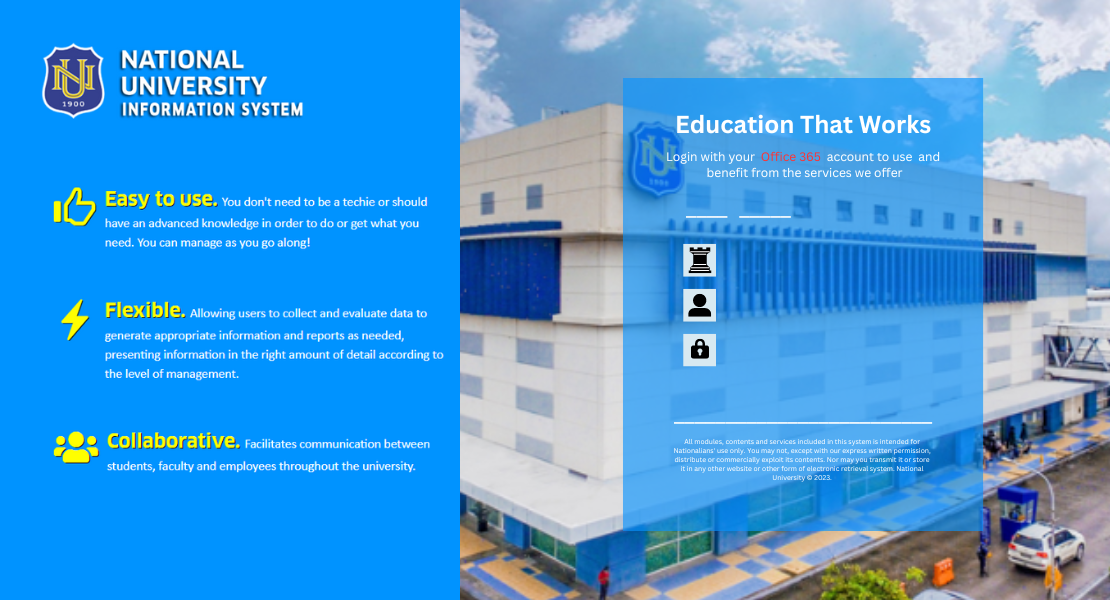 NATIONAL
UNIVERSITY
INFORMATION SYSTEM
1900
Easy to use. You don't need to be a techie or should
have an advanced knowledge in order to do or get what you
need. You can manage as you go along!
Flexible. Allowing users to collect and evaluate data to
generate appropriate information and reports as needed,
presenting information in the right amount of detail according to
the level of management.
Collaborative. Facilitates communication between
students, faculty and employees throughout the university.
Education That Works
Login with your Office 365 account to use and
benefit from the services we offer
All modules, contents and services included in this system is intended for
Nationalians' use only. You may not, except with our express written permission,
distribute or commercially exploit its contents. Nor may you transmit it or store
it in any other website or other form of electronic retrieval system. National
University © 2023.